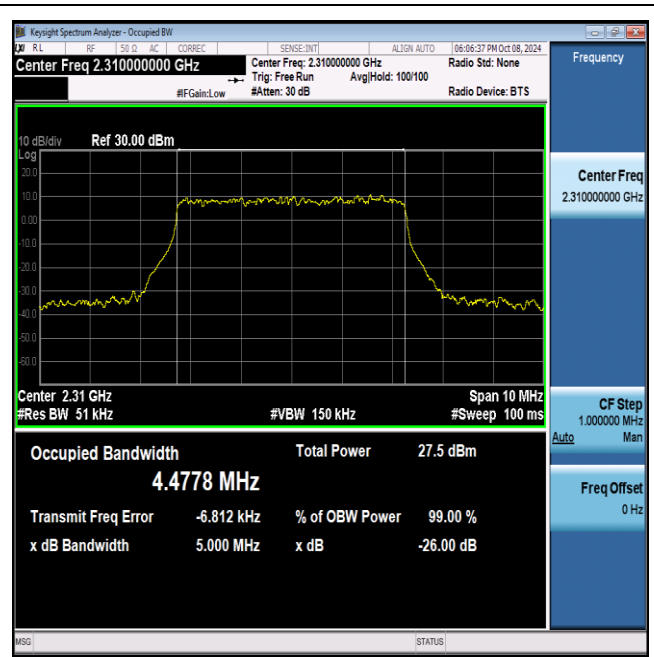 Keysight Spectrum Analyzer - Occupied BW
RL RF 50 Ω AC CORREC SENSE:INT ALIGN AUTO 06:06:37 PM Oct 08, 2024
Center Freq 2.310000000 GHz
Center Freq: 2.310000000 GHz Radio Std: None
Trig: Free Run Avg|Hold: 100/100
#IFGain:Low #Atten: 30 dB Radio Device: BTS
10 dB/div Ref 30.00 dBm
Log
20.0
10.0
0.00
-10.0
-20.0
-30.0
-40.0
-50.0
-60.0
Center 2.31 GHz Span 10 MHz
#Res BW 51 kHz #VBW 150 kHz #Sweep 100 ms
Occupied Bandwidth Total Power 27.5 dBm
4.4778 MHz
Transmit Freq Error -6.812 kHz % of OBW Power 99.00 %
x dB Bandwidth 5.000 MHz x dB -26.00 dB
MSG STATUS
Frequency
Center Freq
2.310000000 GHz
CF Step
1.000000 MHz
Auto Man
Freq Offset
0 Hz